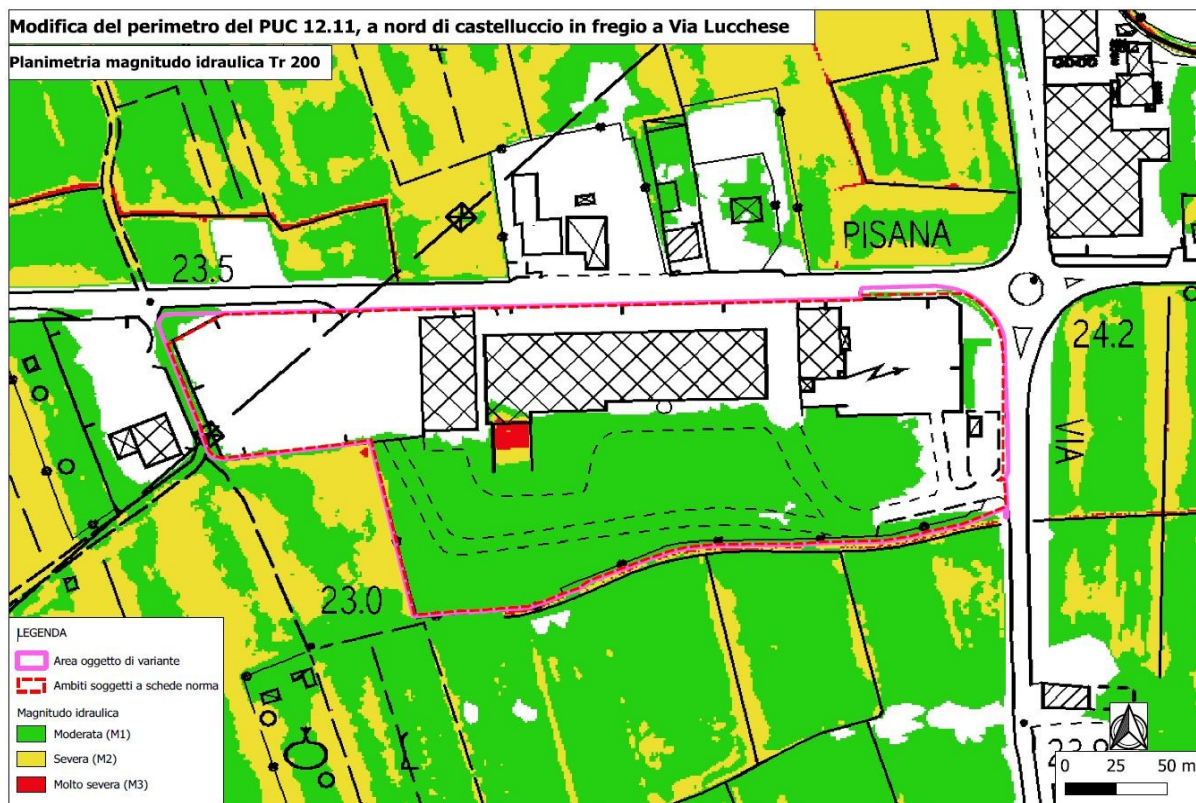 Modifica del perimetro del PUC 12.11, a nord di castelluccio in fregio a Via Lucchese
Planimetria magnitudo idraulica Tr 200
PISANA
23.5
24.2
VIA
23.0
LEGENDA
Area oggetto di variante
Ambiti soggetti a schede norma
Magnitudo idraulica
Moderata (M1)
Severa (M2)
Molto severa (M3)
0 25 50 m